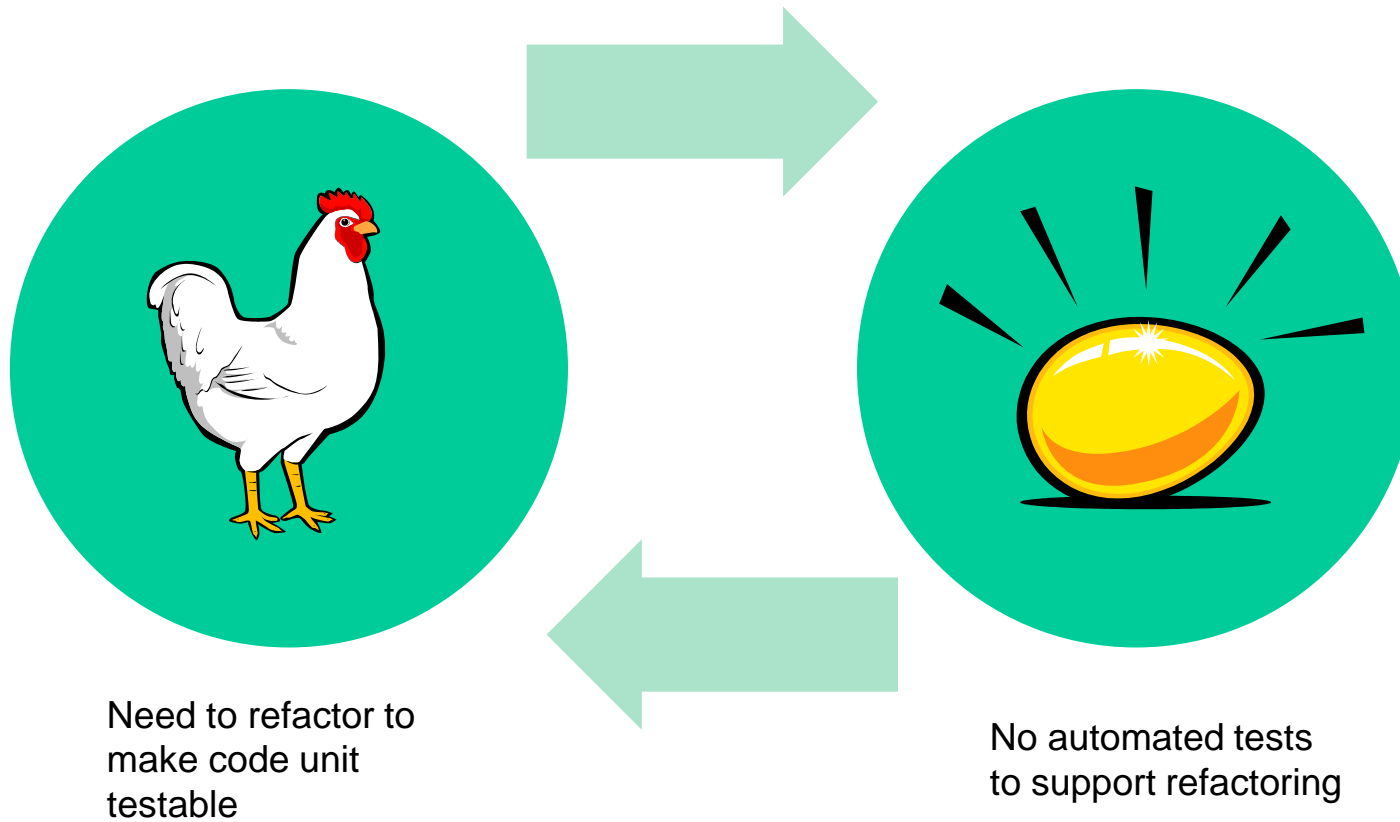 Need to refactor to
make code unit
testable
No automated tests
to support refactoring